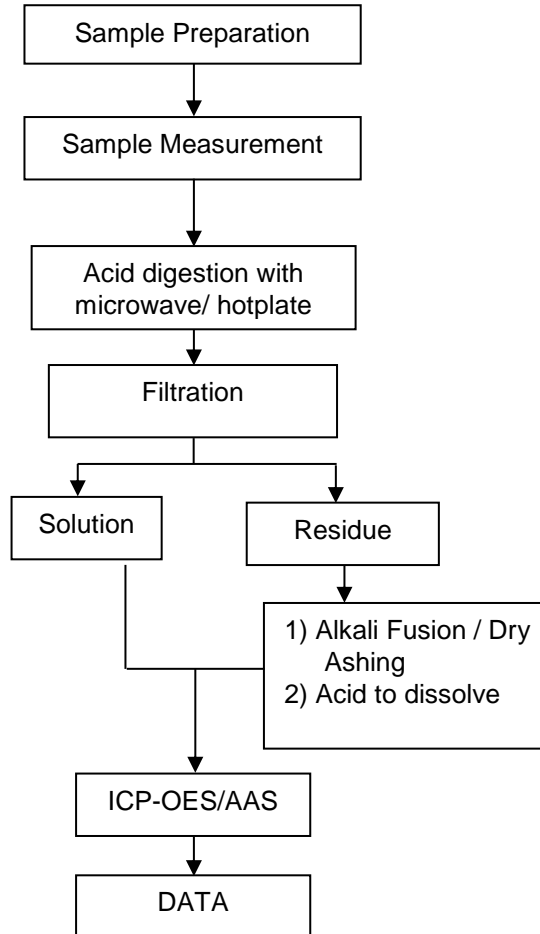 Sample Preparation
Sample Measurement
Acid digestion with
microwave/ hotplate
Filtration
Solution
Residue
1) Alkali Fusion / Dry
Ashing
2) Acid to dissolve
ICP-OES/AAS
DATA